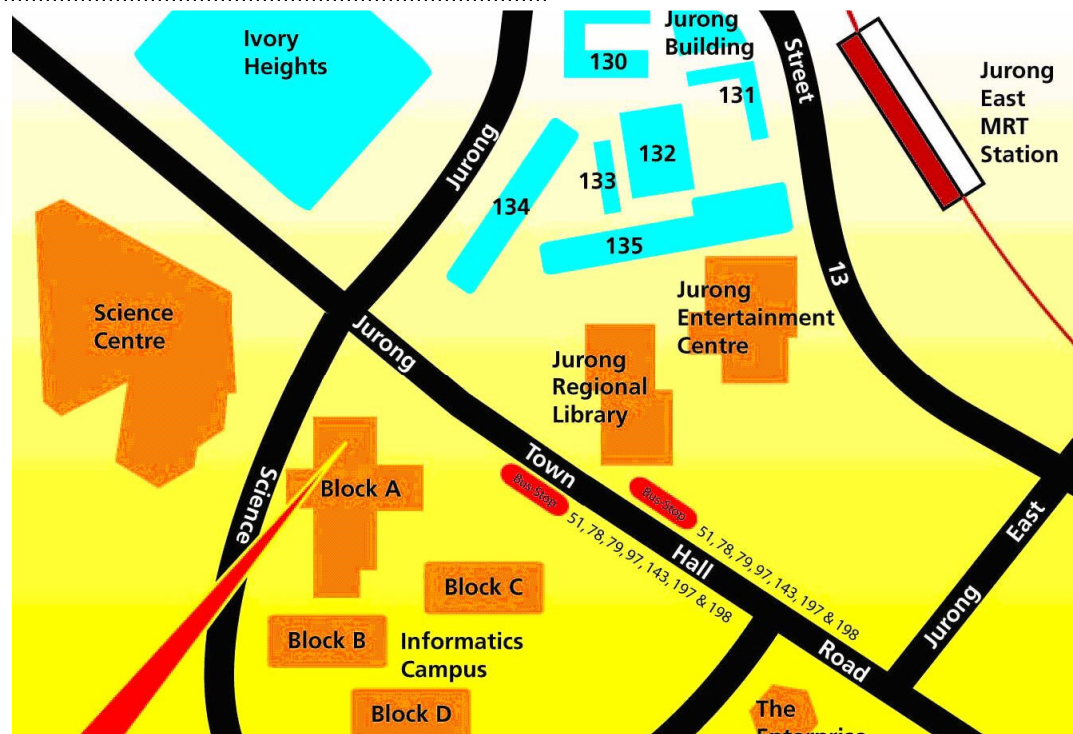 Ivory
Heights
Jurong
Building
130
131
132
133
134
135
Street
13
Jurong
East
MRT
Station
Jurong
Science
Centre
Jurong
Entertainment
Centre
Jurong
Regional
Library
Jurong
Town
Hall
Road
Science
Block A
Bus Stop
51, 78, 79, 97, 143, 197 & 198
Bus Stop
51, 78, 79, 97, 143, 197 & 198
Jurong
East
Block C
Block B
Informatics
Campus
Block D
The
Enterprise